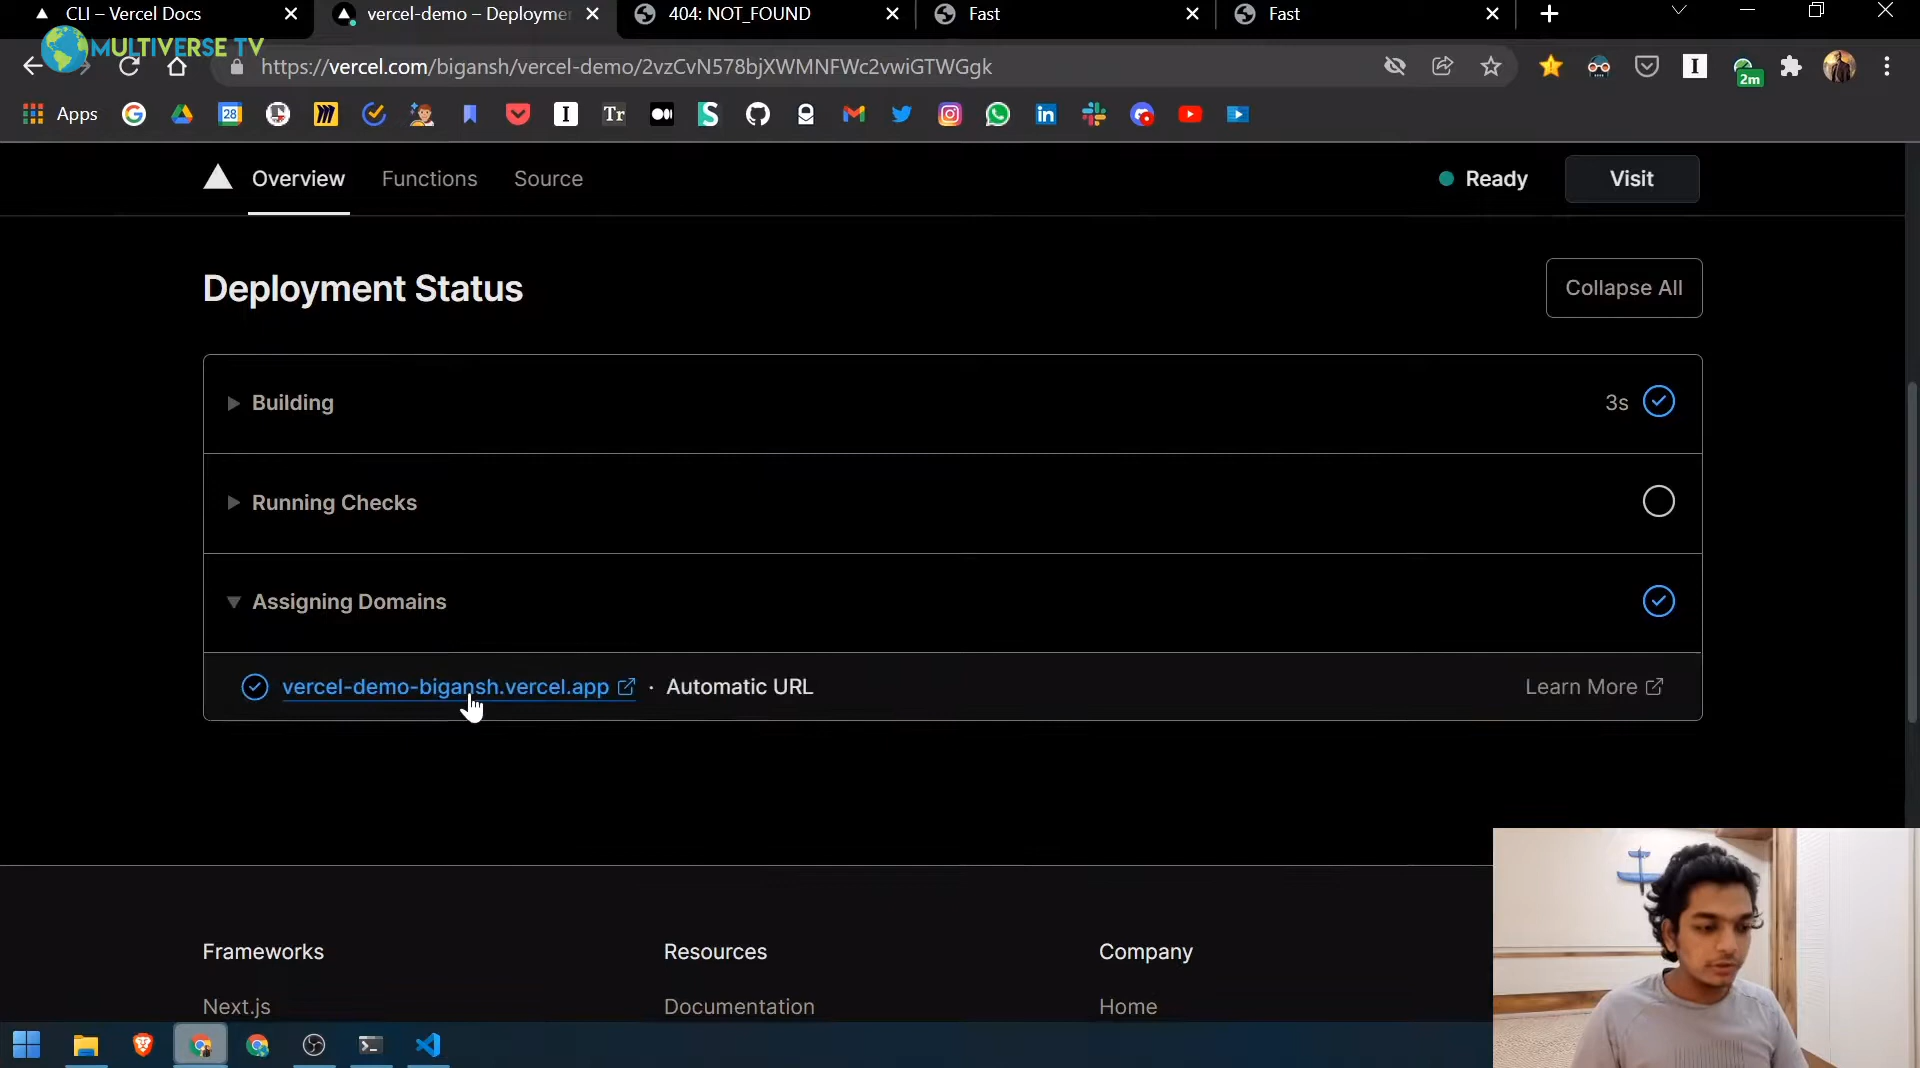 CLI – Vercel Docs
vercel-demo – Deployme
404: NOT_FOUND
Fast
Fast
MULTIVERSE TV
https://vercel.com/bigansh/vercel-demo/2vzCvN578bjXWMNFWc2vwiGTWGgk
2m
Apps
28
Tr
Overview
Functions
Source
Ready
Visit
Deployment Status
Collapse All
Building
3s
Running Checks
Assigning Domains
vercel-demo-bigansh.vercel.app · Automatic URL
Learn More
Frameworks
Resources
Company
Next.js
Documentation
Home